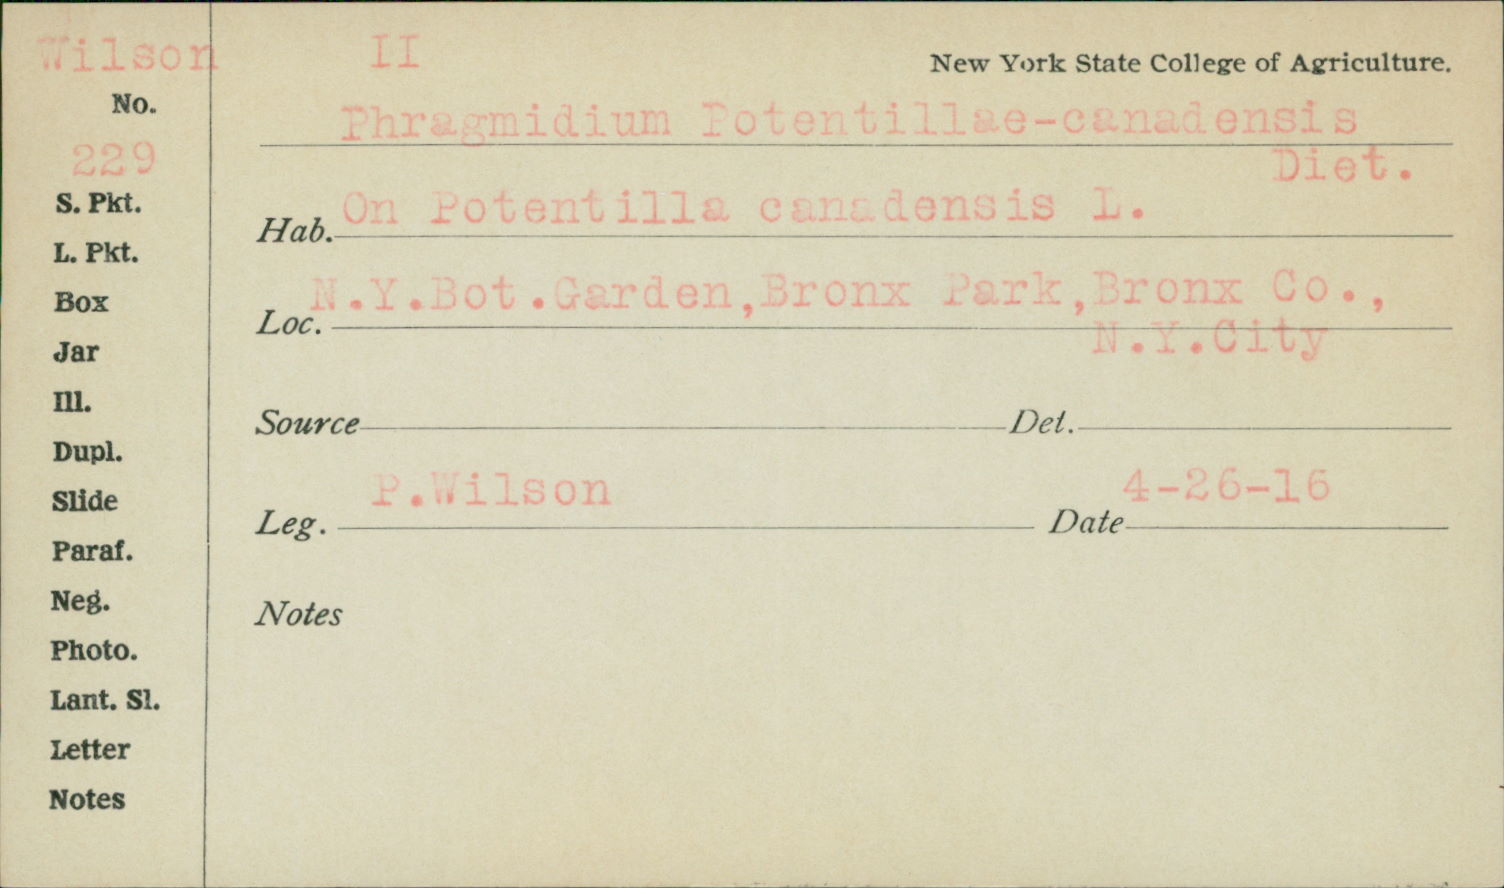 Wilson II
New York State College of Agriculture.
No.
Phragmidium Potentillae-canadensis
229
Diet.
S. Pkt.
Hab. On Potentilla canadensis L.
L. Pkt.
Box
Loc. N.Y.Bot.Garden,Bronx Park,Bronx Co.,
N.Y.City
Jar
Ill.
Source Det.
Dupl.
Slide
Leg. P.Wilson Date 4-26-16
Paraf.
Neg.
Notes
Photo.
Lant. Sl.
Letter
Notes